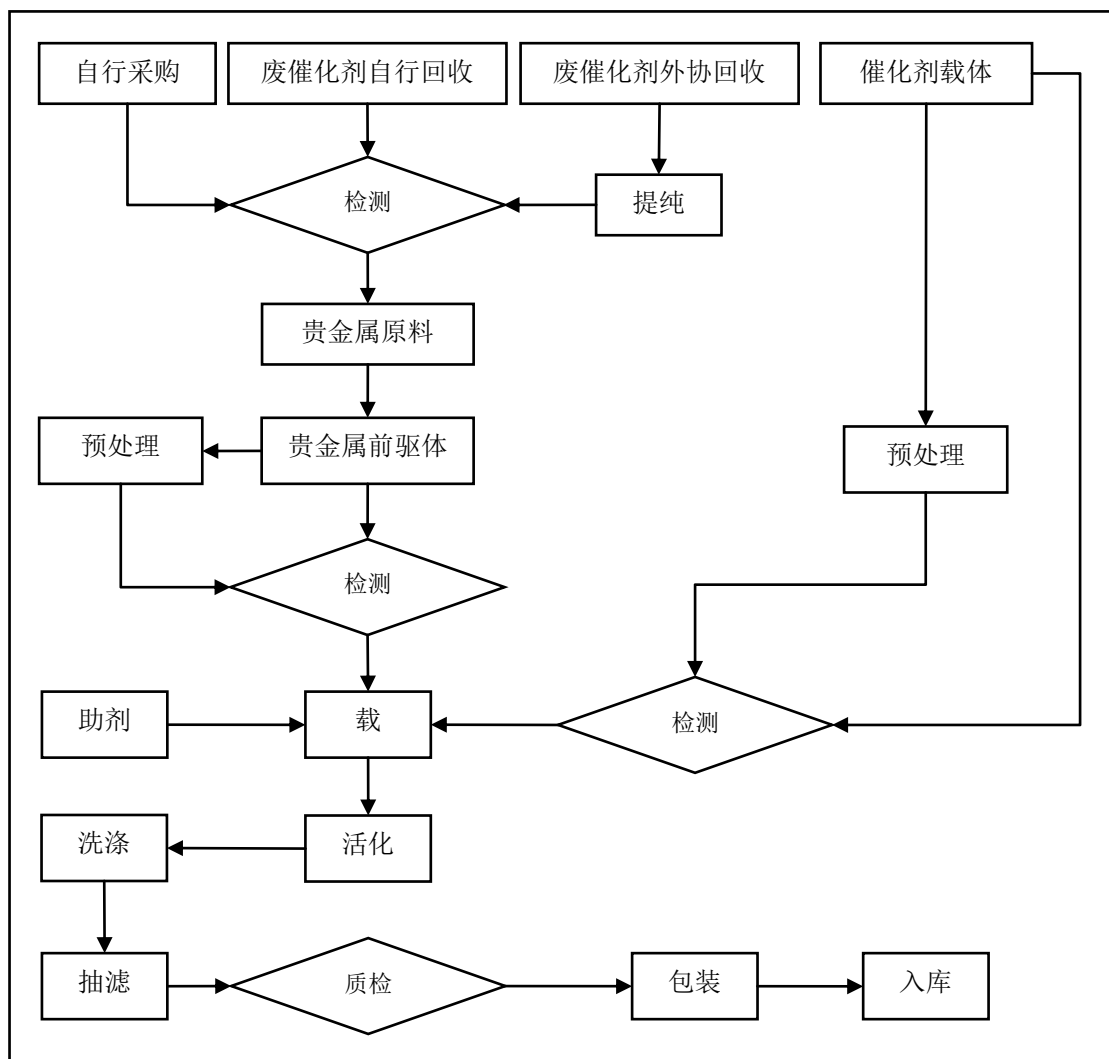 自行采购
废催化剂自行回收
废催化剂外协回收
催化剂载体
检测
提纯
贵金属原料
预处理
贵金属前驱体
预处理
检测
助剂
载
检测
洗涤
活化
抽滤
质检
包装
入库